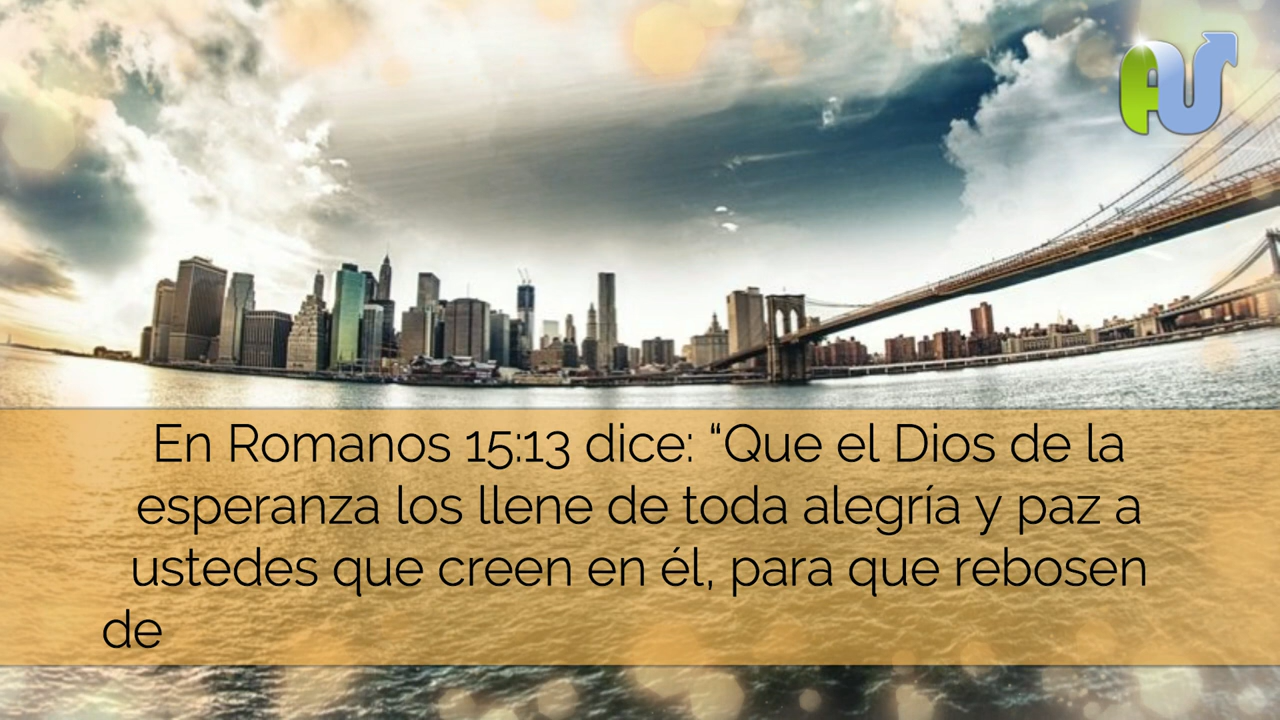 AU
En Romanos 15:13 dice: “Que el Dios de la
esperanza los llene de toda alegría y paz a
ustedes que creen en él, para que rebosen
de